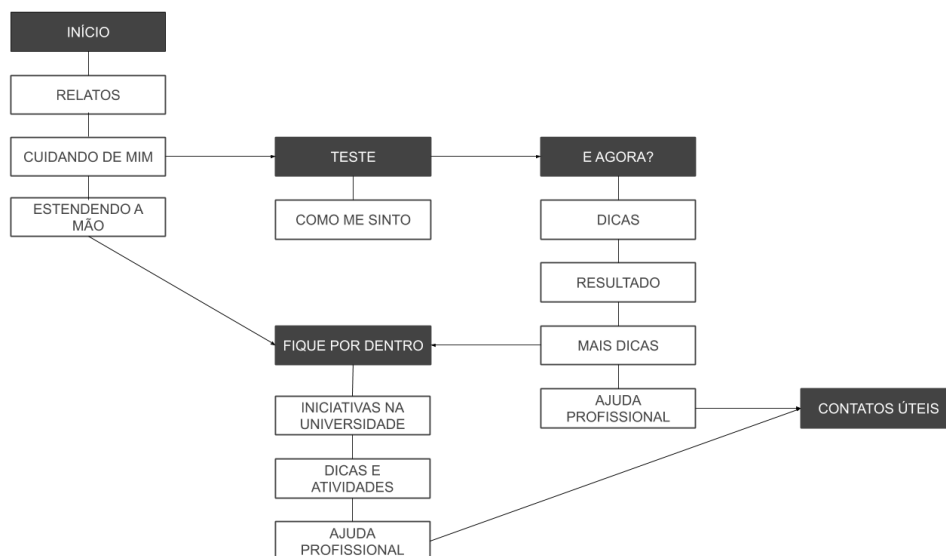 INÍCIO
RELATOS
CUIDANDO DE MIM
ESTENDENDO A
MÃO
TESTE
COMO ME SINTO
E AGORA?
DICAS
RESULTADO
MAIS DICAS
AJUDA
PROFISSIONAL
FIQUE POR DENTRO
INICIATIVAS NA
UNIVERSIDADE
DICAS E
ATIVIDADES
AJUDA
PROFISSIONAL
CONTATOS ÚTEIS